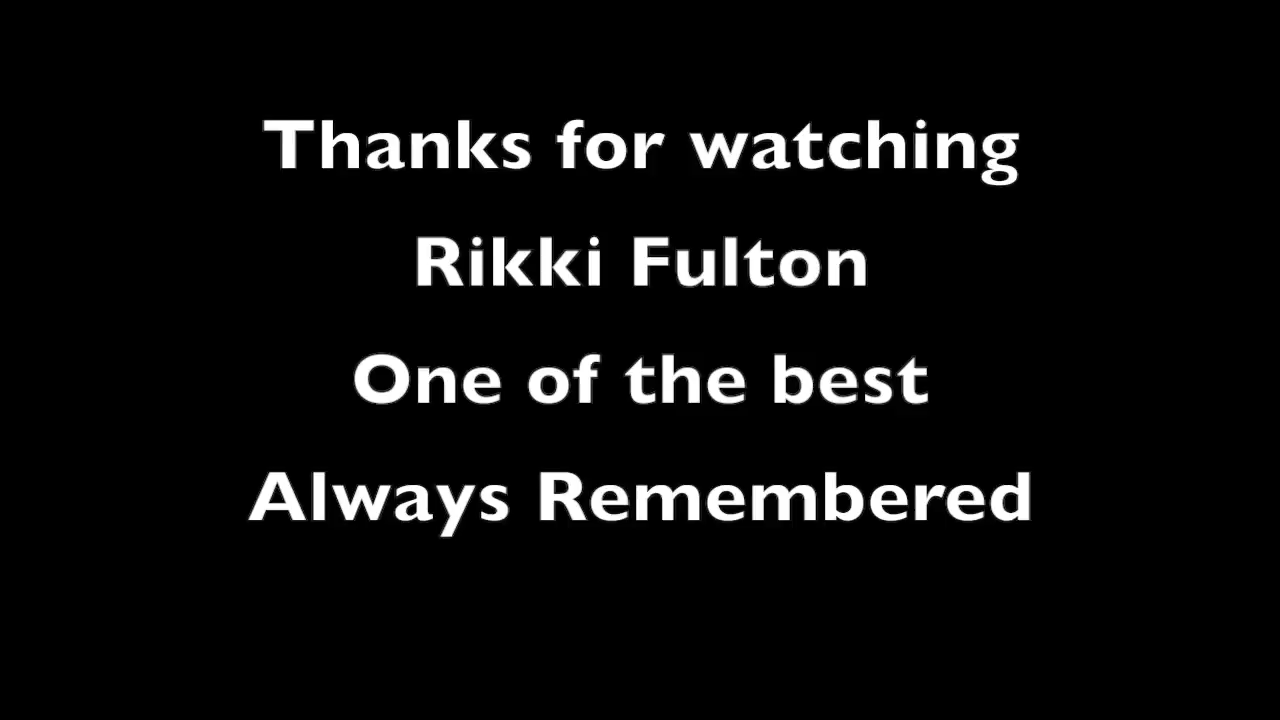 Thanks for watching
Rikki Fulton
One of the best
Always Remembered